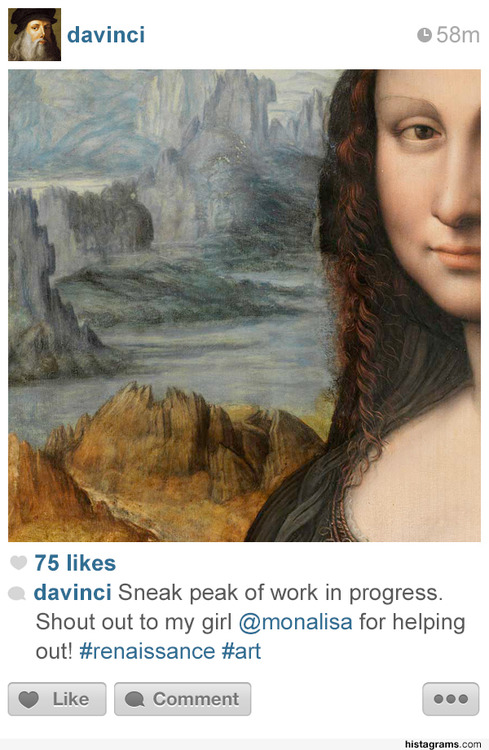 davinci 58m
75 likes
davinci Sneak peak of work in progress.
Shout out to my girl @monalisa for helping
out! #renaissance #art
Like Comment
histagrams.com